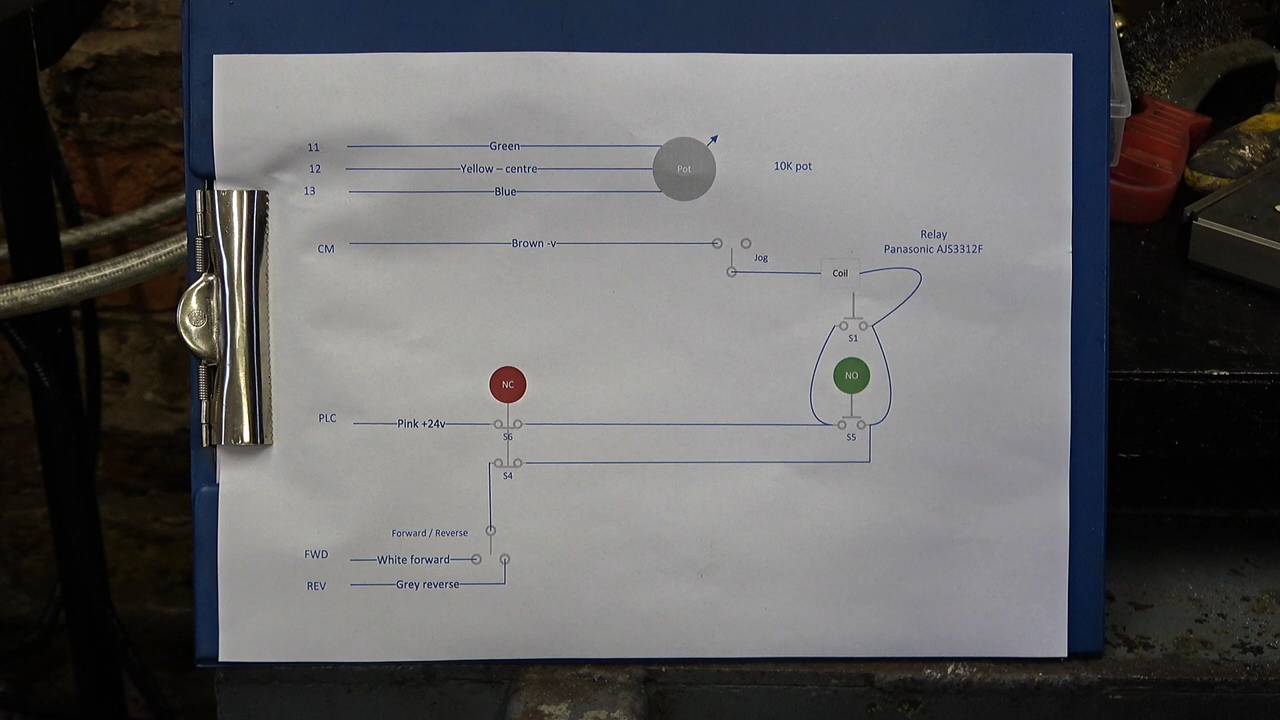 11 Green
12 Yellow – centre Pot 10K pot
13 Blue
CM Brown -v
Jog
Relay
Panasonic AJS3312F
Coil
S1
NC
NO
PLC Pink +24v
S6
S5
S4
Forward / Reverse
FWD White forward
REV Grey reverse